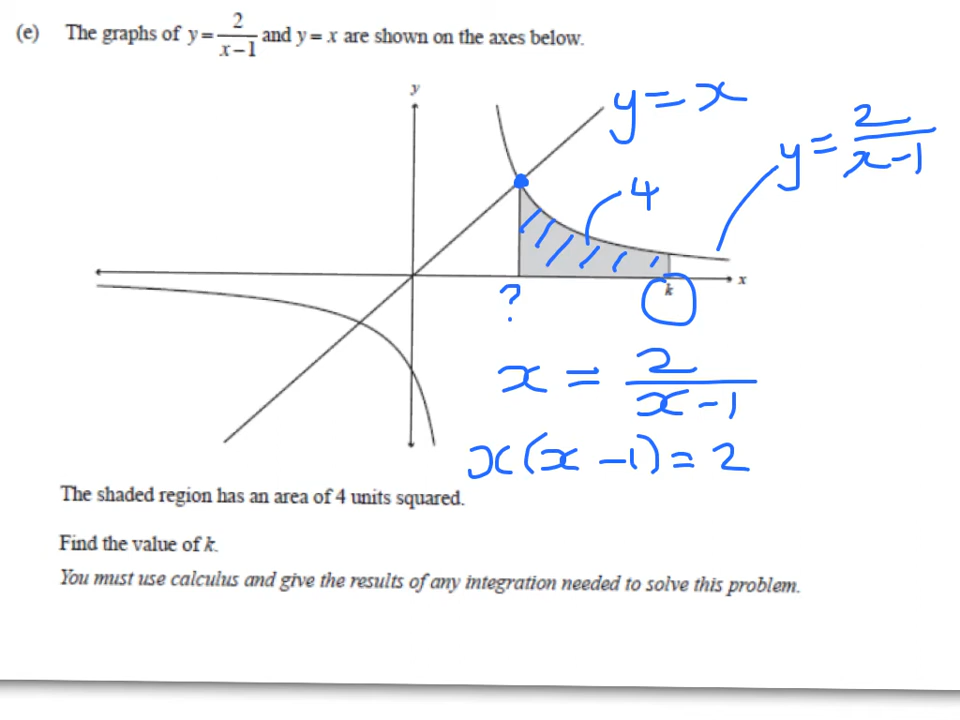 (e) The graphs of y = 2/(x−1) and y = x are shown on the axes below.
y
y = x
y = 2/(x−1)
4
x
k
?
x = 2/(x−1)
x(x −1) = 2
The shaded region has an area of 4 units squared.
Find the value of k.
You must use calculus and give the results of any integration needed to solve this problem.